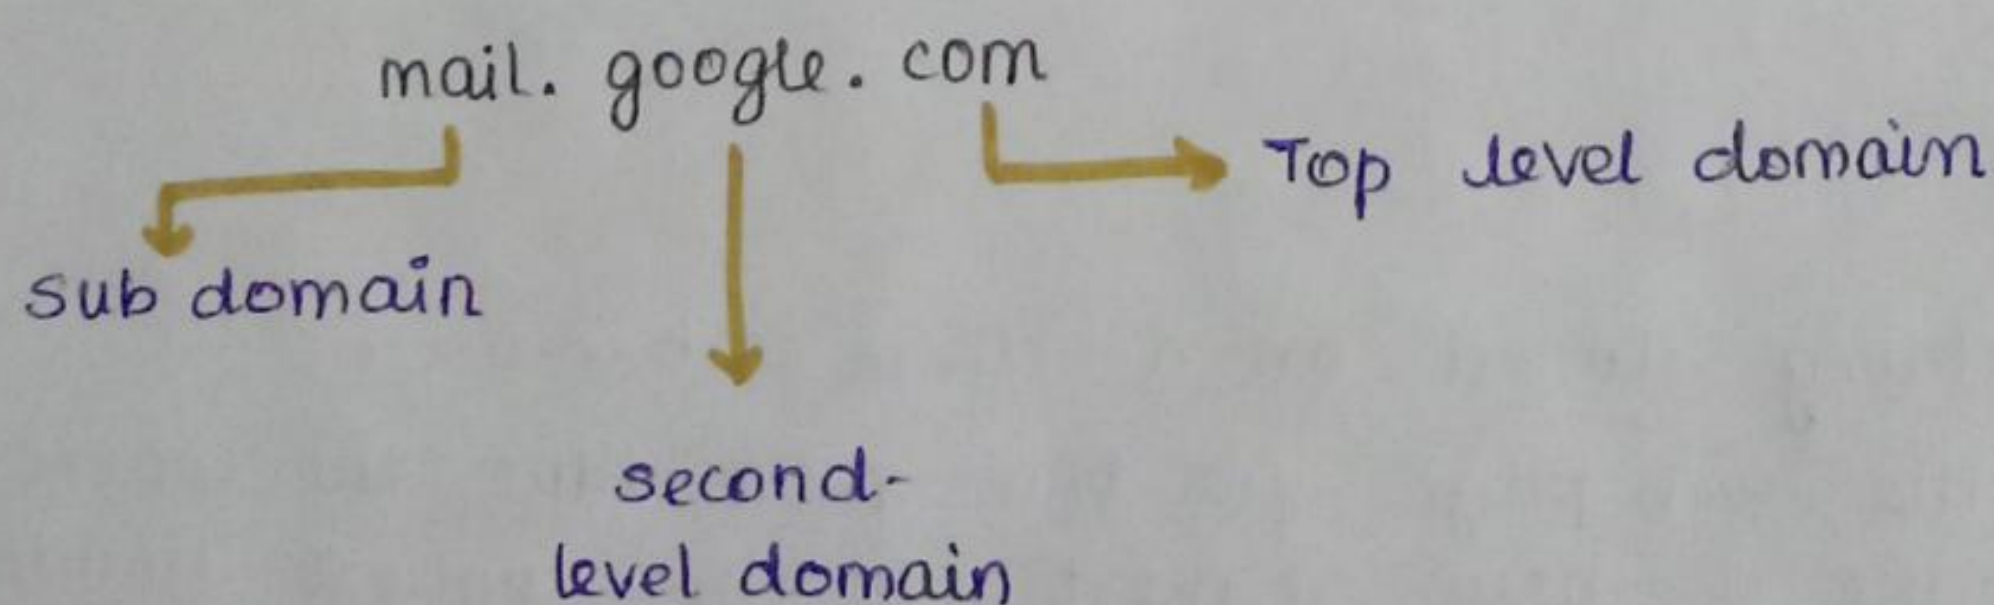 mail. google. com
Top level domain
sub domain
second-
level domain